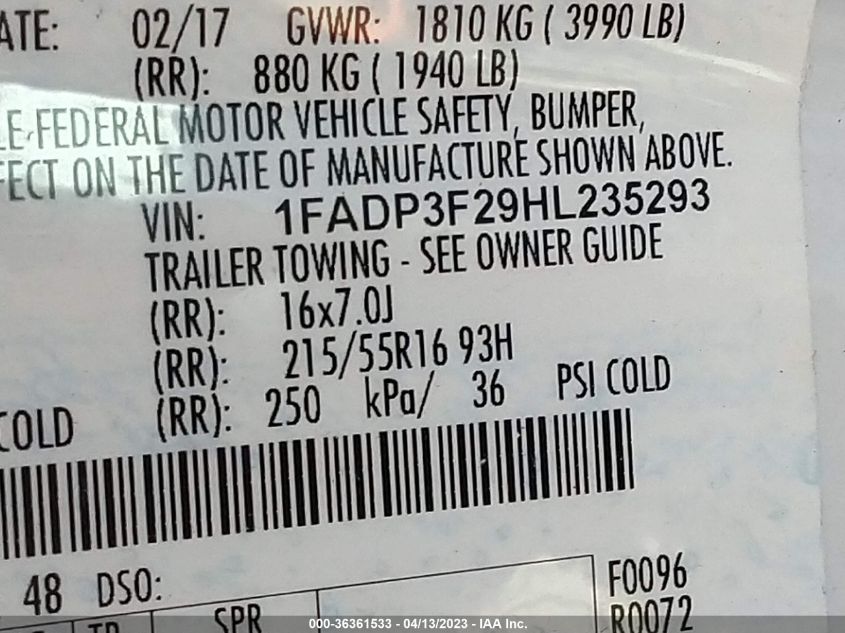 ATE: 02/17 GVWR: 1810 KG ( 3990 LB)
(RR): 880 KG ( 1940 LB)
LE FEDERAL MOTOR VEHICLE SAFETY, BUMPER,
FECT ON THE DATE OF MANUFACTURE SHOWN ABOVE.
VIN: 1FADP3F29HL235293
TRAILER TOWING - SEE OWNER GUIDE
(RR): 16x7.0J
(RR): 215/55R16 93H
COLD (RR): 250 kPa/ 36 PSI COLD
48 DSO:
F0096
TR SPR R0072
000-36361533 - 04/13/2023 - IAA Inc.